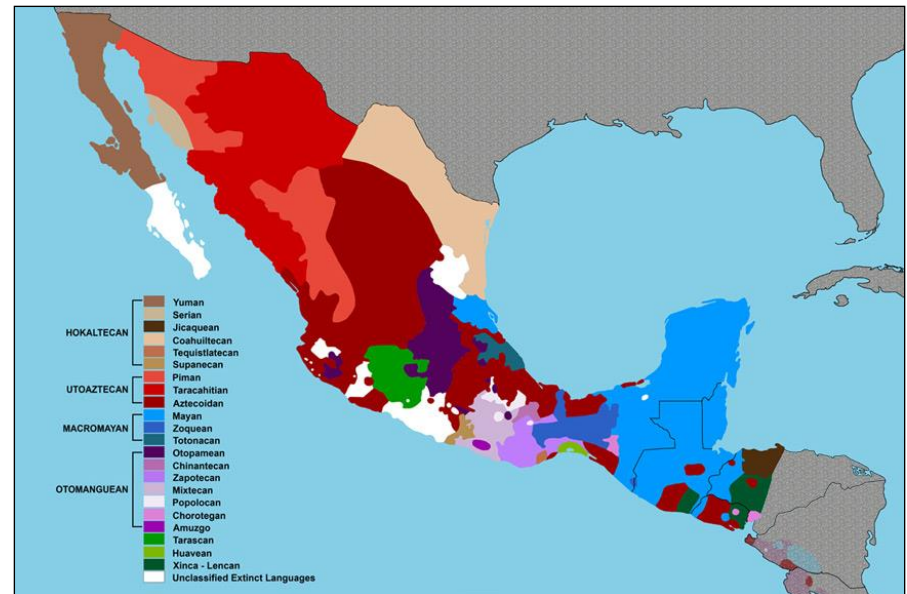 Yuman
Serian
HOKALTECAN
Jicaquean
Coahuiltecan
Tequistlatecan
Supanecan
Piman
UTOAZTECAN
Taracahitian
Aztecoidan
Mayan
MACROMAYAN
Zoquean
Totonacan
Otopamean
Chinantecan
Zapotecan
OTOMANGUEAN
Mixtecan
Popolocan
Chorotegan
Amuzgo
Tarascan
Huavean
Xinca - Lencan
Unclassified Extinct Languages